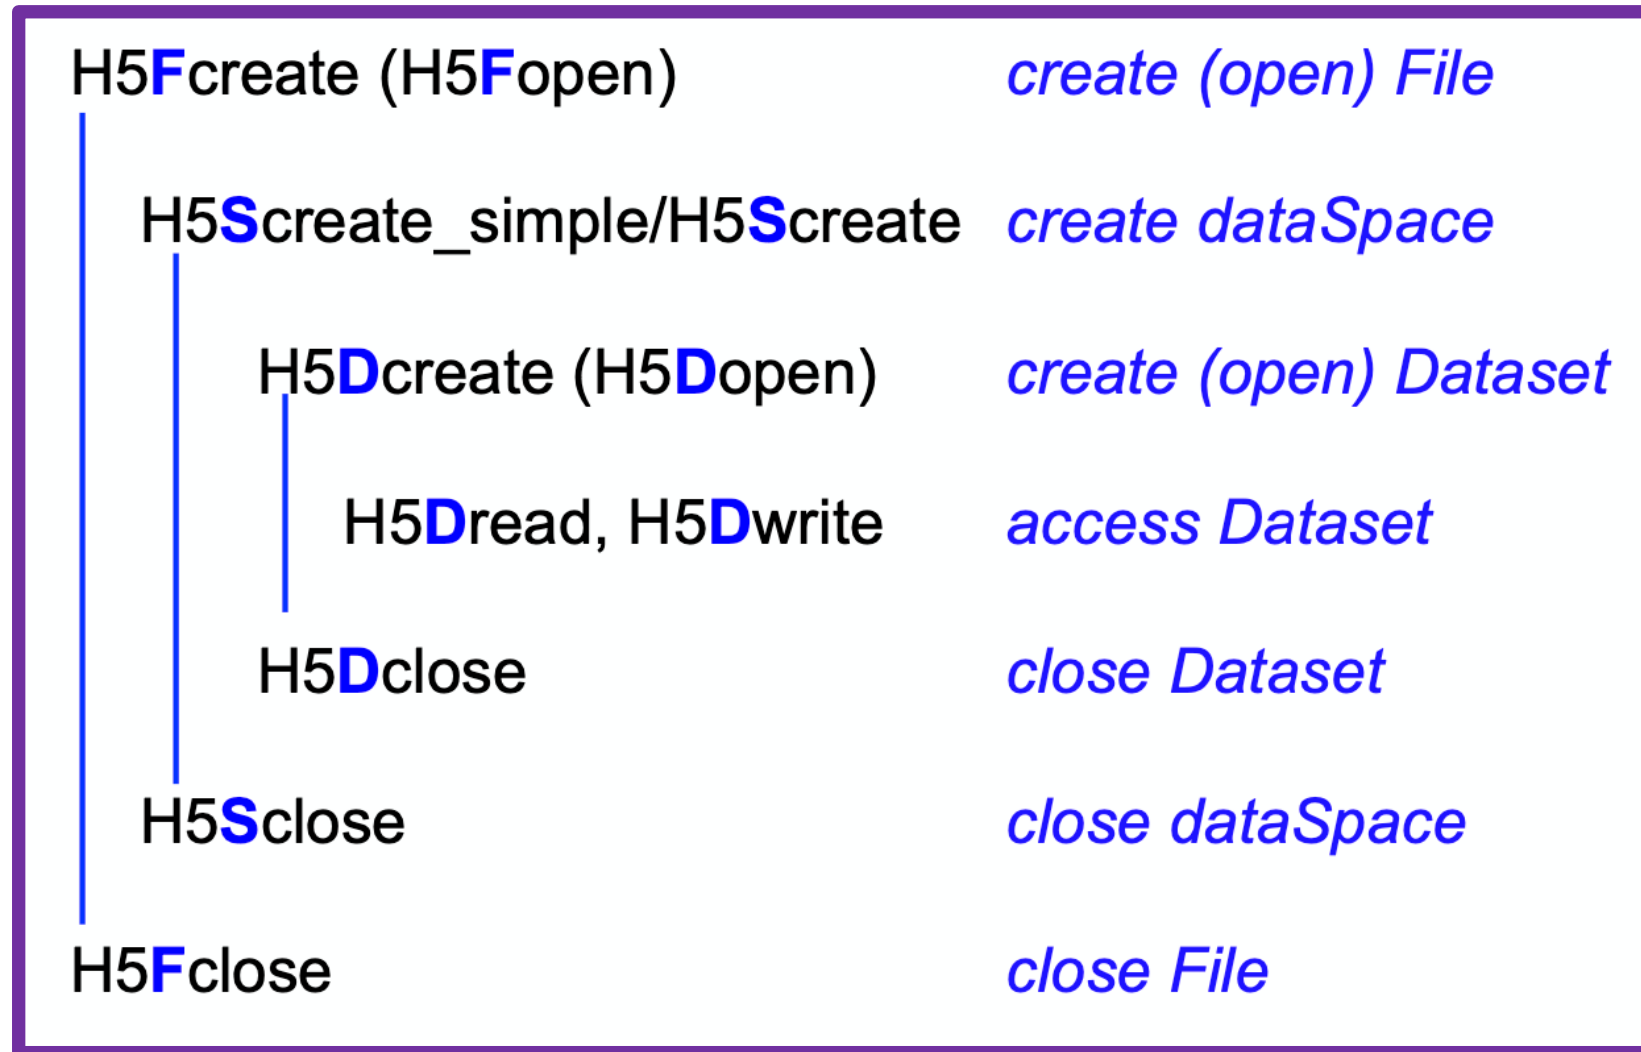 H5Fcreate (H5Fopen) create (open) File
H5Screate_simple/H5Screate create dataSpace
H5Dcreate (H5Dopen) create (open) Dataset
H5Dread, H5Dwrite access Dataset
H5Dclose close Dataset
H5Sclose close dataSpace
H5Fclose close File